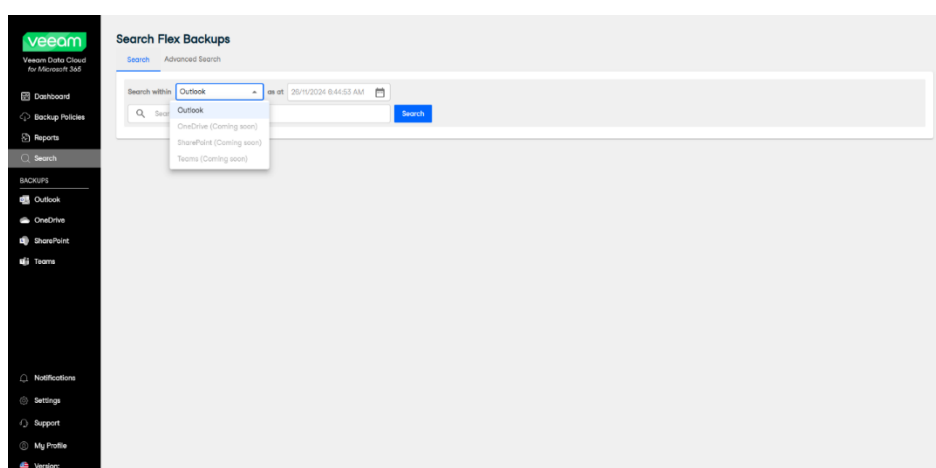 veeam
Veeam Data Cloud
for Microsoft 365
Dashboard
Backup Policies
Reports
Search
BACKUPS
Outlook
OneDrive
SharePoint
Teams
Notifications
Settings
Support
My Profile
Version:
Search Flex Backups
Search Advanced Search
Search within Outlook as at 26/11/2024 6:44:53 AM
Sear Search
Outlook
OneDrive (Coming soon)
SharePoint (Coming soon)
Teams (Coming soon)